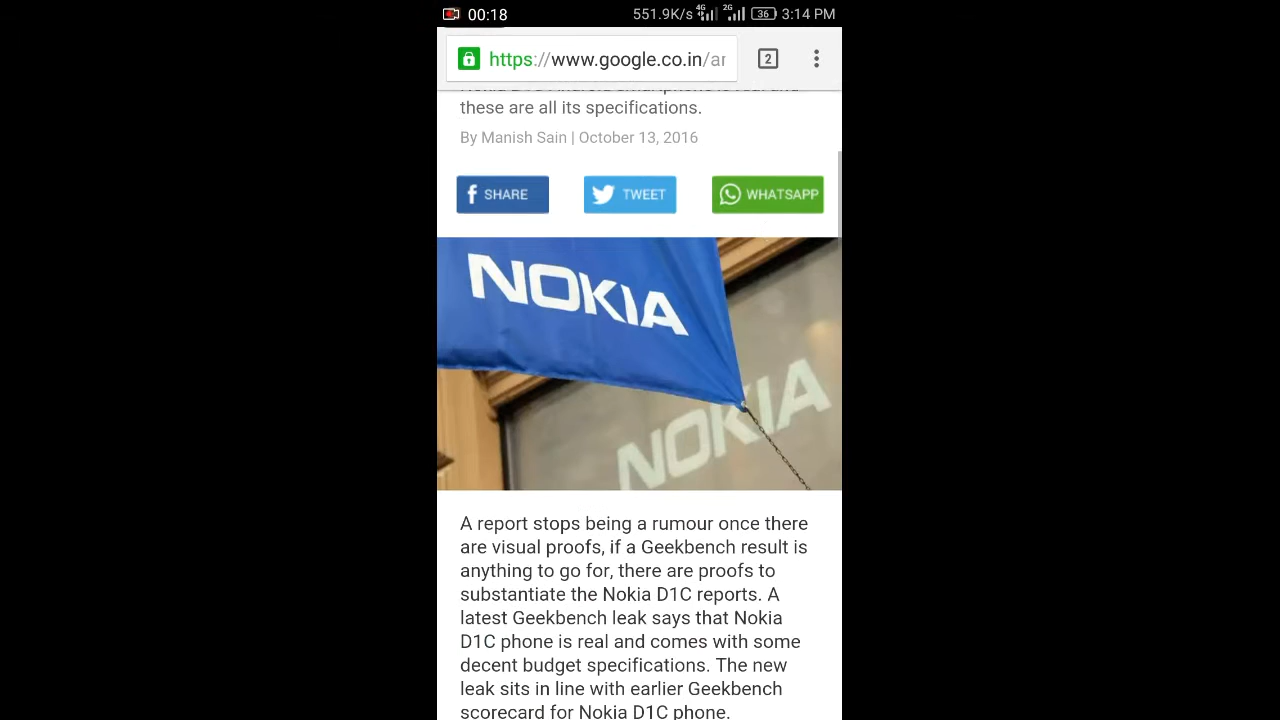 00:18
551.9K/s 4G 2G 36 3:14 PM
https://www.google.co.in/ar
2
these are all its specifications.
By Manish Sain | October 13, 2016
f SHARE
TWEET
WHATSAPP
NOKIA
NOKIA
A report stops being a rumour once there
are visual proofs, if a Geekbench result is
anything to go for, there are proofs to
substantiate the Nokia D1C reports. A
latest Geekbench leak says that Nokia
D1C phone is real and comes with some
decent budget specifications. The new
leak sits in line with earlier Geekbench
scorecard for Nokia D1C phone.